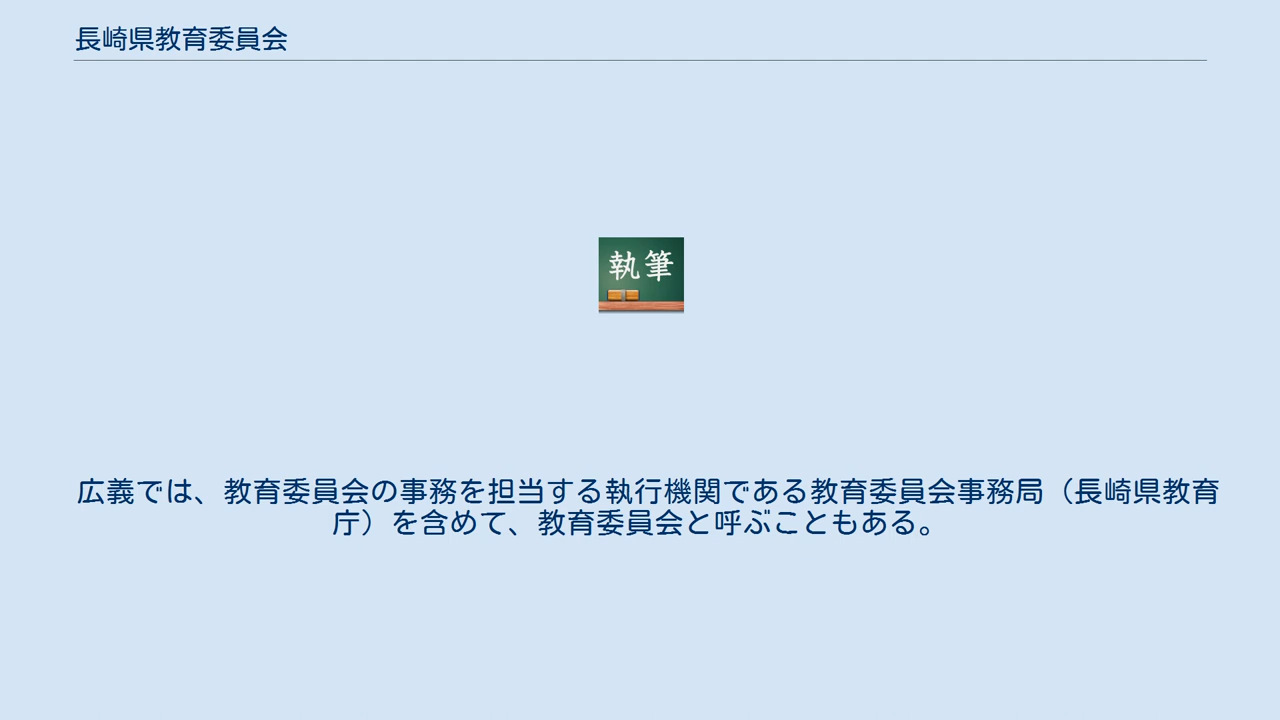 長崎県教育委員会
執筆
広義では、教育委員会の事務を担当する執行機関である教育委員会事務局（長崎県教育
庁）を含めて、教育委員会と呼ぶこともある。